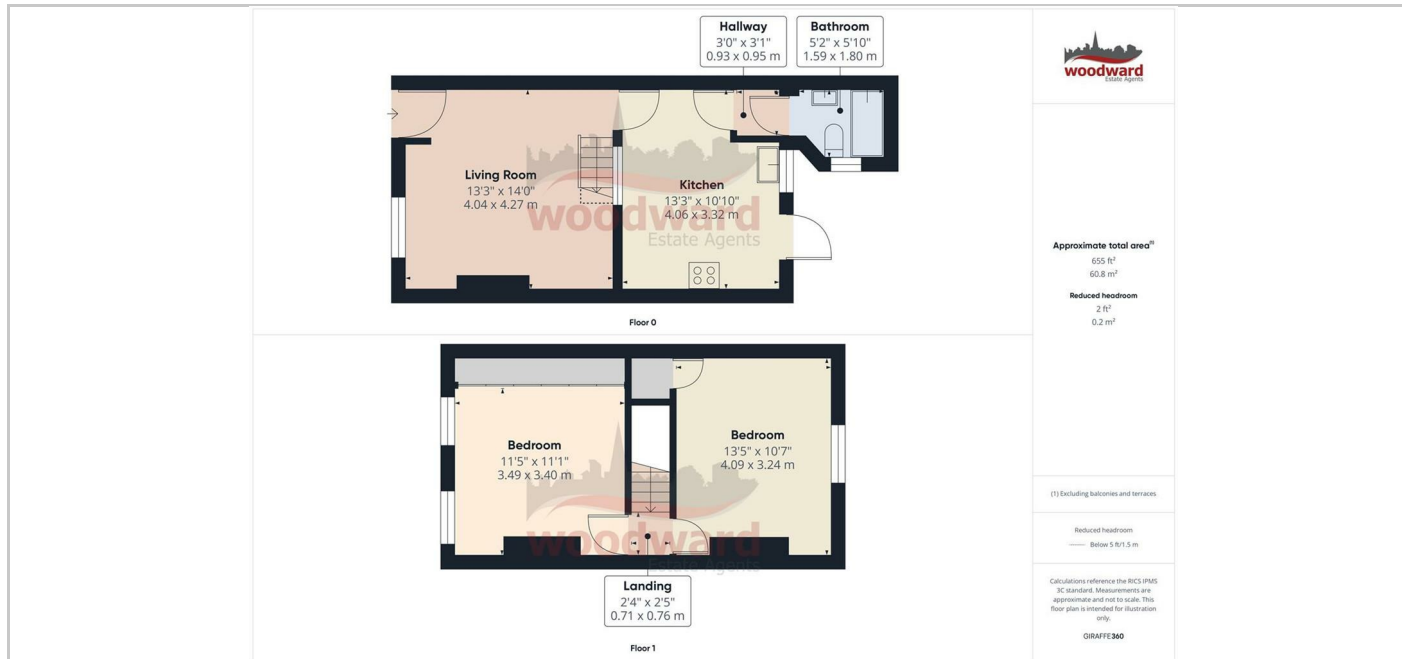 Hallway
3'0" x 3'1"
0.93 x 0.95 m
Bathroom
5'2" x 5'10"
1.59 x 1.80 m
Living Room
13'3" x 14'0"
4.04 x 4.27 m
Kitchen
13'3" x 10'10"
4.06 x 3.32 m
woodward
Estate Agents
Floor 0
Bedroom
11'5" x 11'1"
3.49 x 3.40 m
Bedroom
13'5" x 10'7"
4.09 x 3.24 m
woodward
Estate Agents
Landing
2'4" x 2'5"
0.71 x 0.76 m
Floor 1
woodward
Estate Agents
Approximate total area(1)
655 ft²
60.8 m²
Reduced headroom
2 ft²
0.2 m²
(1) Excluding balconies and terraces
Reduced headroom
Below 5 ft/1.5 m
Calculations reference the RICS IPMS
3C standard. Measurements are
approximate and not to scale. This
floor plan is intended for illustration
only.
GIRAFFE360